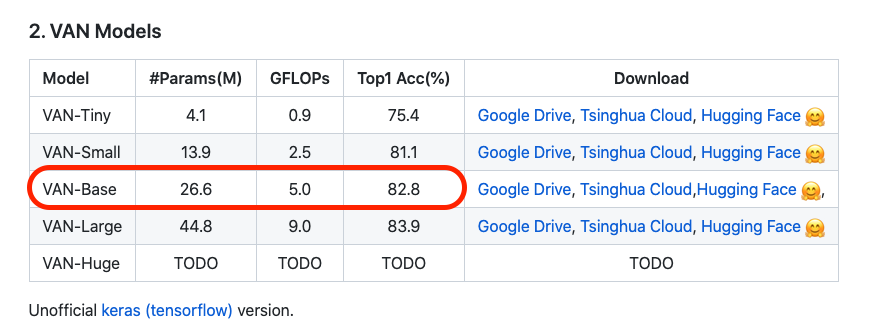 2. VAN Models
Model #Params(M) GFLOPs Top1 Acc(%) Download
VAN-Tiny 4.1 0.9 75.4 Google Drive, Tsinghua Cloud, Hugging Face 🤗
VAN-Small 13.9 2.5 81.1 Google Drive, Tsinghua Cloud, Hugging Face 🤗
VAN-Base 26.6 5.0 82.8 Google Drive, Tsinghua Cloud,Hugging Face 🤗,
VAN-Large 44.8 9.0 83.9 Google Drive, Tsinghua Cloud, Hugging Face 🤗
VAN-Huge TODO TODO TODO TODO
Unofficial keras (tensorflow) version.